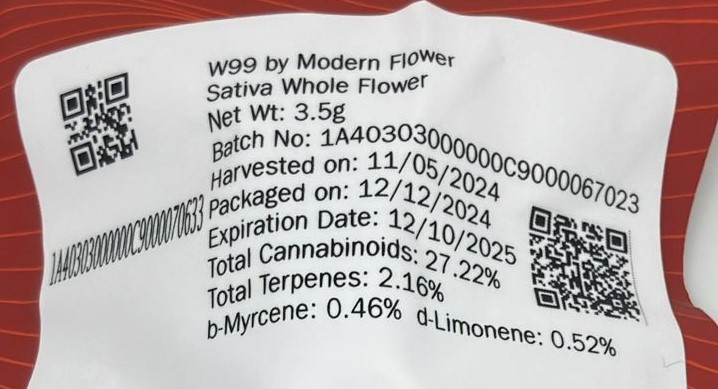 W99 by Modern Flower
Sativa Whole Flower
Net Wt: 3.5g
Batch No: 1A40303000000C9000067023
Harvested on: 11/05/2024
Packaged on: 12/12/2024
Expiration Date: 12/10/2025
Total Cannabinoids: 27.22%
Total Terpenes: 2.16%
b-Myrcene: 0.46% d-Limonene: 0.52%
1A40303000000C9000070633